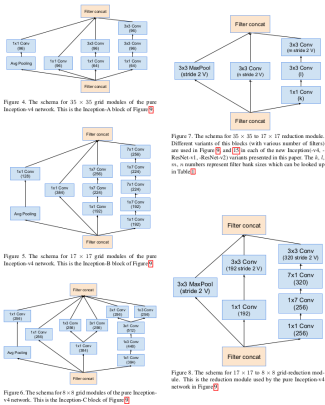 Filter concat
1x1 Conv
(96)
3x3 Conv
(96)
3x3 Conv
(96)
3x3 Conv
(96)
Avg Pooling
1x1 Conv
(96)
1x1 Conv
(64)
1x1 Conv
(64)
Filter concat
Figure 4. The schema for 35 × 35 grid modules of the pure
Inception-v4 network. This is the Inception-A block of Figure 9.
Filter concat
1x1 Conv
(128)
Avg Pooling
1x1 Conv
(384)
1x7 Conv
(256)
1x7 Conv
(224)
1x1 Conv
(192)
7x1 Conv
(256)
1x7 Conv
(224)
7x1 Conv
(224)
1x7 Conv
(192)
1x1 Conv
(192)
Filter concat
Figure 5. The schema for 17 × 17 grid modules of the pure
Inception-v4 network. This is the Inception-B block of Figure 9.
Filter concat
1x1 Conv
(256)
Avg Pooling
1x1 Conv
(256)
3x1 Conv
(256)
1x3 Conv
(256)
1x1 Conv
(384)
1x3 Conv
(256)
3x1 Conv
(256)
(512)
(448)
(384)
Filter concat
Figure 6. The schema for 8×8 grid modules of the pure Inception-
v4 network. This is the Inception-C block of Figure 9.
Filter concat
3x3 MaxPool
(stride 2 V)
3x3 Conv
(n stride 2 V)
3x3 Conv
(m stride 2 V)
3x3 Conv
(l)
1x1 Conv
(k)
Filter concat
Figure 7. The schema for 35 × 35 to 17 × 17 reduction module.
Different variants of this blocks (with various number of filters)
are used in Figure 9, and 15 in each of the new Inception(-v4, -
ResNet-v1, -ResNet-v2) variants presented in this paper. The k, l,
m, n numbers represent filter bank sizes which can be looked up
in Table 1.
Filter concat
3x3 MaxPool
(stride 2 V)
3x3 Conv
(192 stride 2 V)
1x1 Conv
(192)
3x3 Conv
(320 stride 2 V)
7x1 Conv
(320)
1x7 Conv
(256)
1x1 Conv
(256)
Filter concat
Figure 8. The schema for 17 × 17 to 8 × 8 grid-reduction mod-
ule. This is the reduction module used by the pure Inception-v4
network in Figure 9.